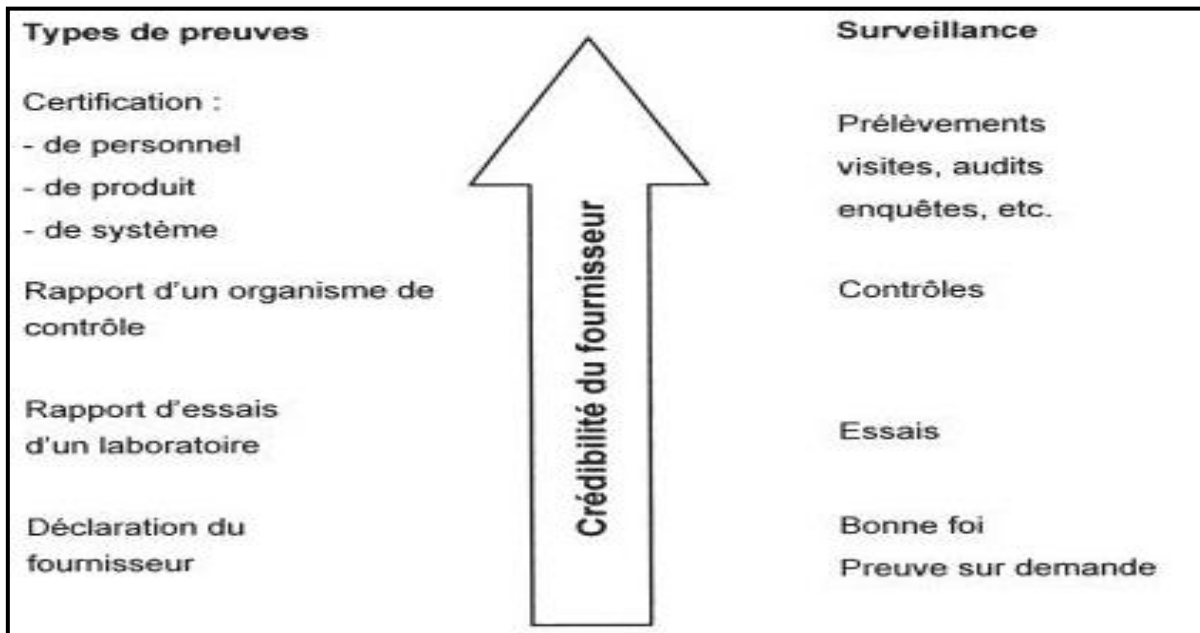 Types de preuves
Certification :
- de personnel
- de produit
- de système
Rapport d'un organisme de
contrôle
Rapport d'essais
d'un laboratoire
Déclaration du
fournisseur
Crédibilité du fournisseur
Surveillance
Prélèvements
visites, audits
enquêtes, etc.
Contrôles
Essais
Bonne foi
Preuve sur demande